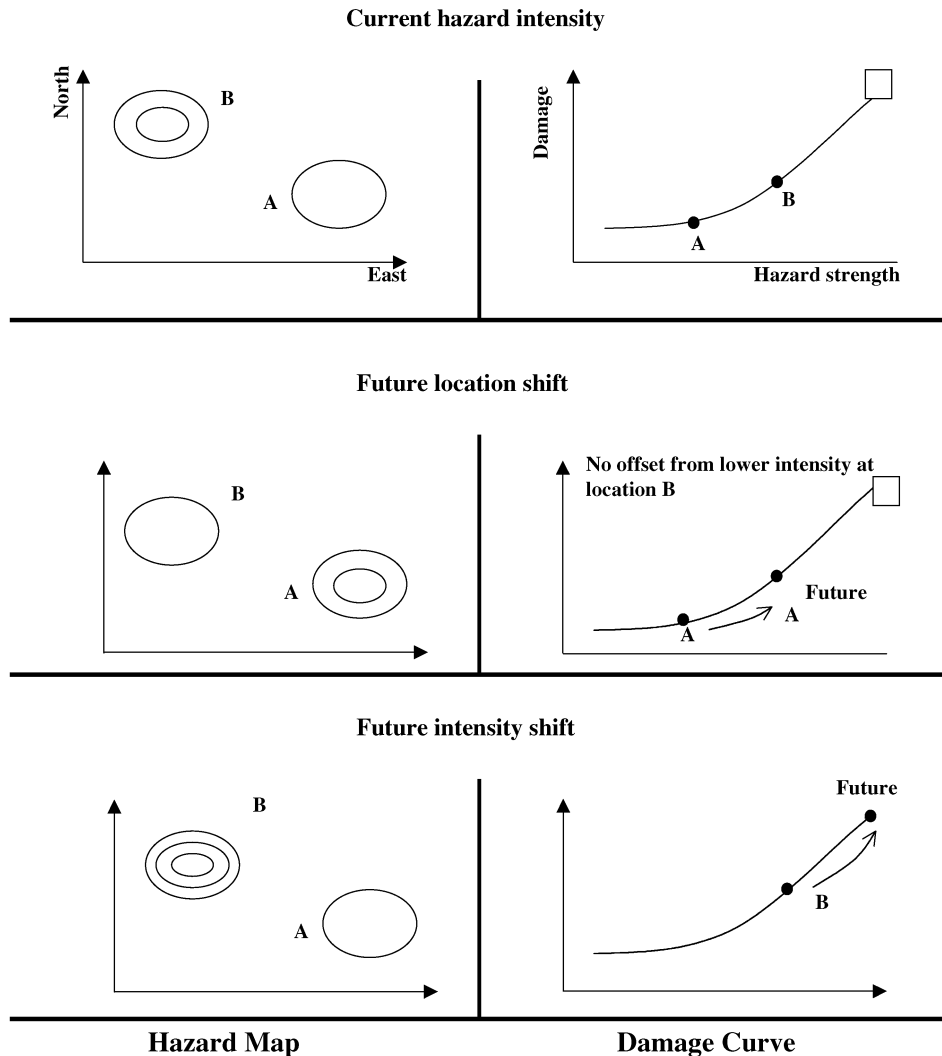 Current hazard intensity
North
B
A
East
Damage
B
A
Hazard strength
Future location shift
B
A
No offset from lower intensity at
location B
Future
A
A
Future intensity shift
B
A
Future
B
Hazard Map
Damage Curve